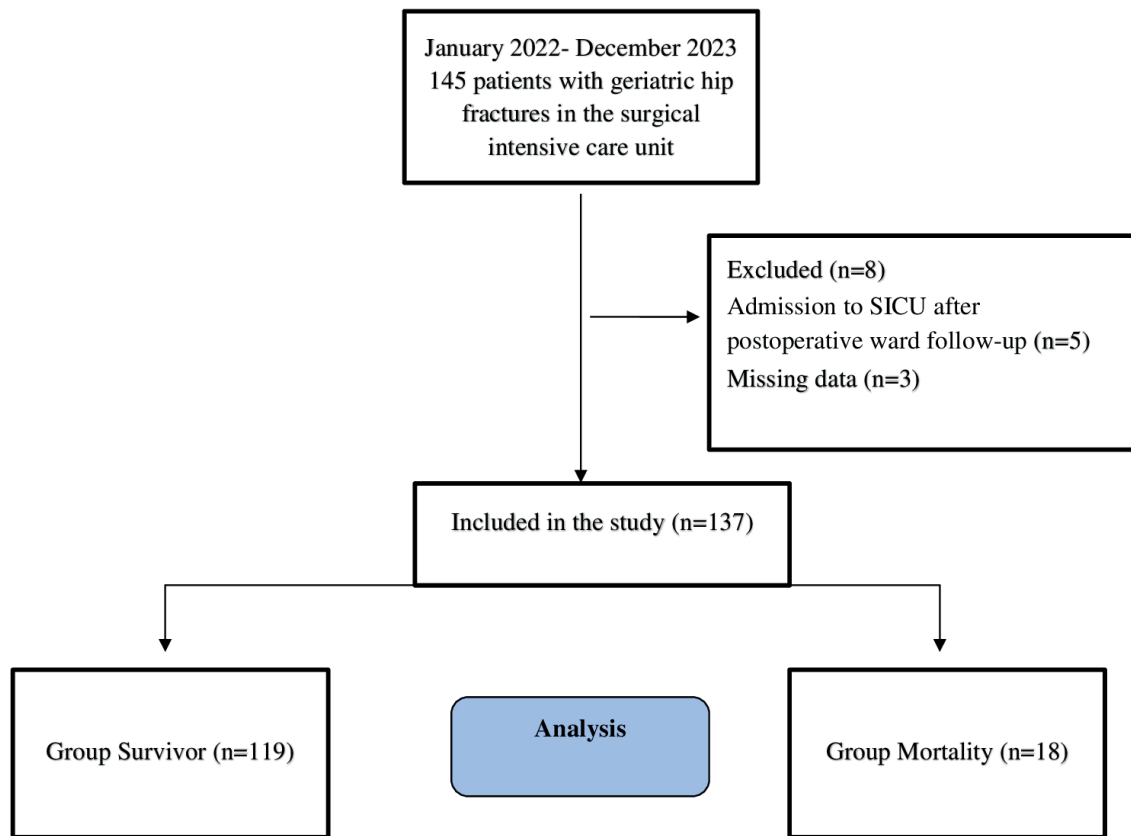 January 2022- December 2023
145 patients with geriatric hip
fractures in the surgical
intensive care unit
Excluded (n=8)
Admission to SICU after
postoperative ward follow-up (n=5)
Missing data (n=3)
Included in the study (n=137)
Group Survivor (n=119)
Analysis
Group Mortality (n=18)